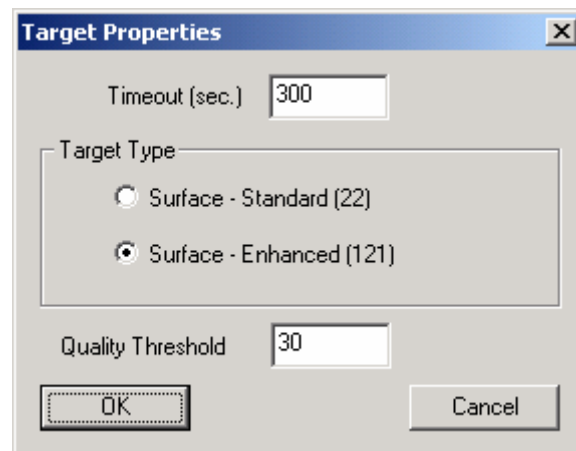 Target Properties
Timeout (sec.) 300
Target Type
Surface - Standard (22)
Surface - Enhanced (121)
Quality Threshold 30
OK Cancel